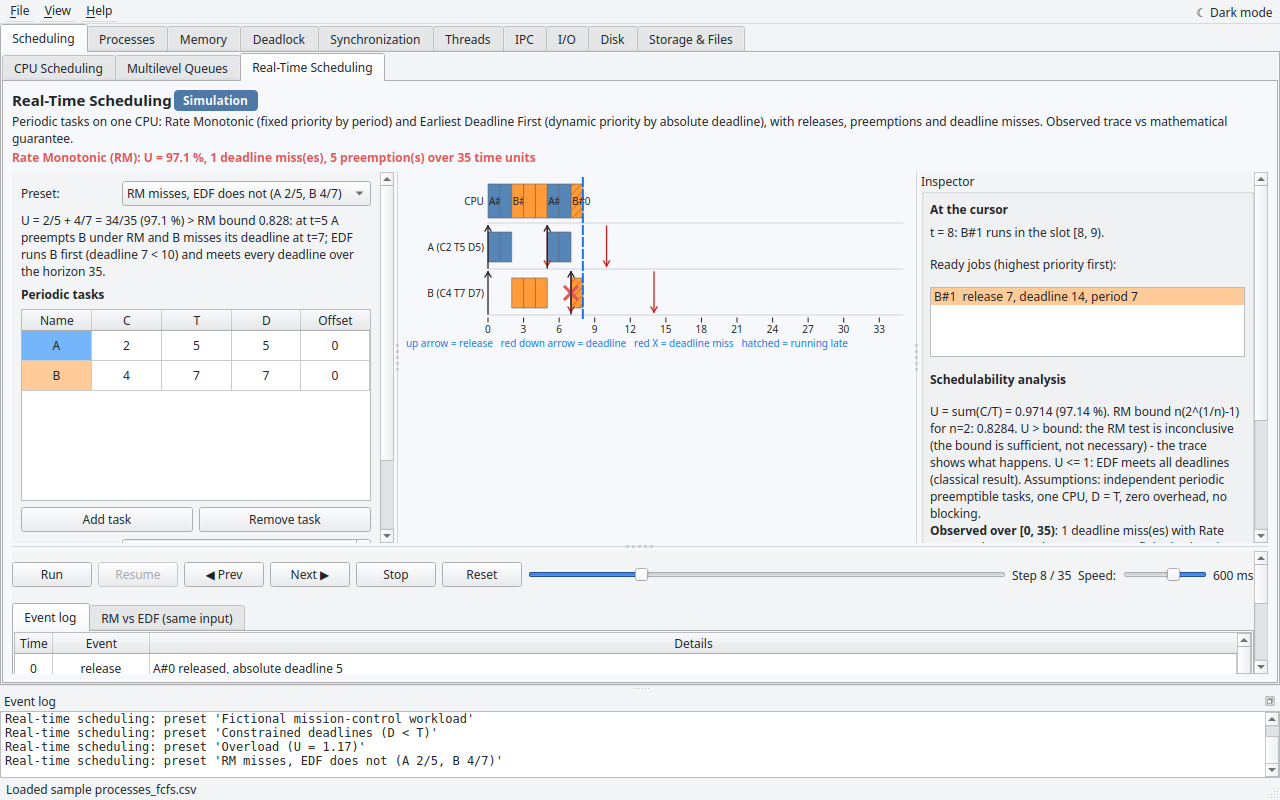 File View Help
☾ Dark mode
Scheduling Processes Memory Deadlock Synchronization Threads IPC I/O Disk Storage & Files
CPU Scheduling Multilevel Queues Real-Time Scheduling
Real-Time Scheduling Simulation
Periodic tasks on one CPU: Rate Monotonic (fixed priority by period) and Earliest Deadline First (dynamic priority by absolute deadline), with releases, preemptions and deadline misses. Observed trace vs mathematical
guarantee.
Rate Monotonic (RM): U = 97.1 %, 1 deadline miss(es), 5 preemption(s) over 35 time units
Preset: RM misses, EDF does not (A 2/5, B 4/7)
U = 2/5 + 4/7 = 34/35 (97.1 %) > RM bound 0.828: at t=5 A
preempts B under RM and B misses its deadline at t=7; EDF
runs B first (deadline 7 < 10) and meets every deadline over
the horizon 35.
Periodic tasks
Name C T D Offset
A 2 5 5 0
B 4 7 7 0
Add task Remove task
CPU A# B# A# B#0
A (C2 T5 D5)
B (C4 T7 D7)
0 3 6 9 12 15 18 21 24 27 30 33
up arrow = release red down arrow = deadline red X = deadline miss hatched = running late
Inspector
At the cursor
t = 8: B#1 runs in the slot [8, 9).
Ready jobs (highest priority first):
B#1 release 7, deadline 14, period 7
Schedulability analysis
U = sum(C/T) = 0.9714 (97.14 %). RM bound n(2^(1/n)-1)
for n=2: 0.8284. U > bound: the RM test is inconclusive
(the bound is sufficient, not necessary) - the trace
shows what happens. U <= 1: EDF meets all deadlines
(classical result). Assumptions: independent periodic
preemptible tasks, one CPU, D = T, zero overhead, no
blocking.
Observed over [0, 35): 1 deadline miss(es) with Rate
Run Resume ◀ Prev Next ▶ Stop Reset Step 8 / 35 Speed: 600 ms
Event log RM vs EDF (same input)
Time Event Details
0 release A#0 released, absolute deadline 5
Event log
Real-time scheduling: preset 'Fictional mission-control workload'
Real-time scheduling: preset 'Constrained deadlines (D < T)'
Real-time scheduling: preset 'Overload (U = 1.17)'
Real-time scheduling: preset 'RM misses, EDF does not (A 2/5, B 4/7)'
Loaded sample processes_fcfs.csv